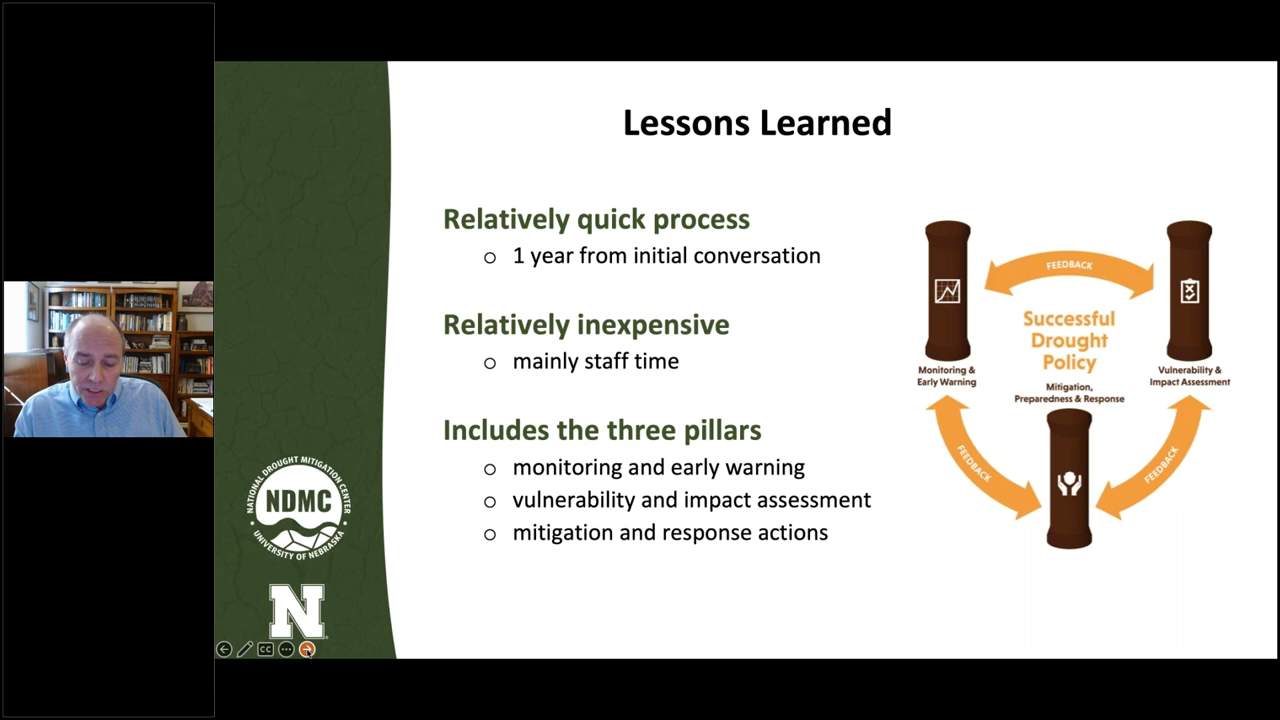 Lessons Learned
Relatively quick process
o 1 year from initial conversation
Relatively inexpensive
o mainly staff time
Includes the three pillars
o monitoring and early warning
o vulnerability and impact assessment
o mitigation and response actions
FEEDBACK
Successful
Drought
Policy
Monitoring &
Early Warning
Vulnerability &
Impact Assessment
Mitigation,
Preparedness & Response
FEEDBACK
FEEDBACK
NATIONAL DROUGHT MITIGATION CENTER
NDMC
UNIVERSITY OF NEBRASKA
N
CC